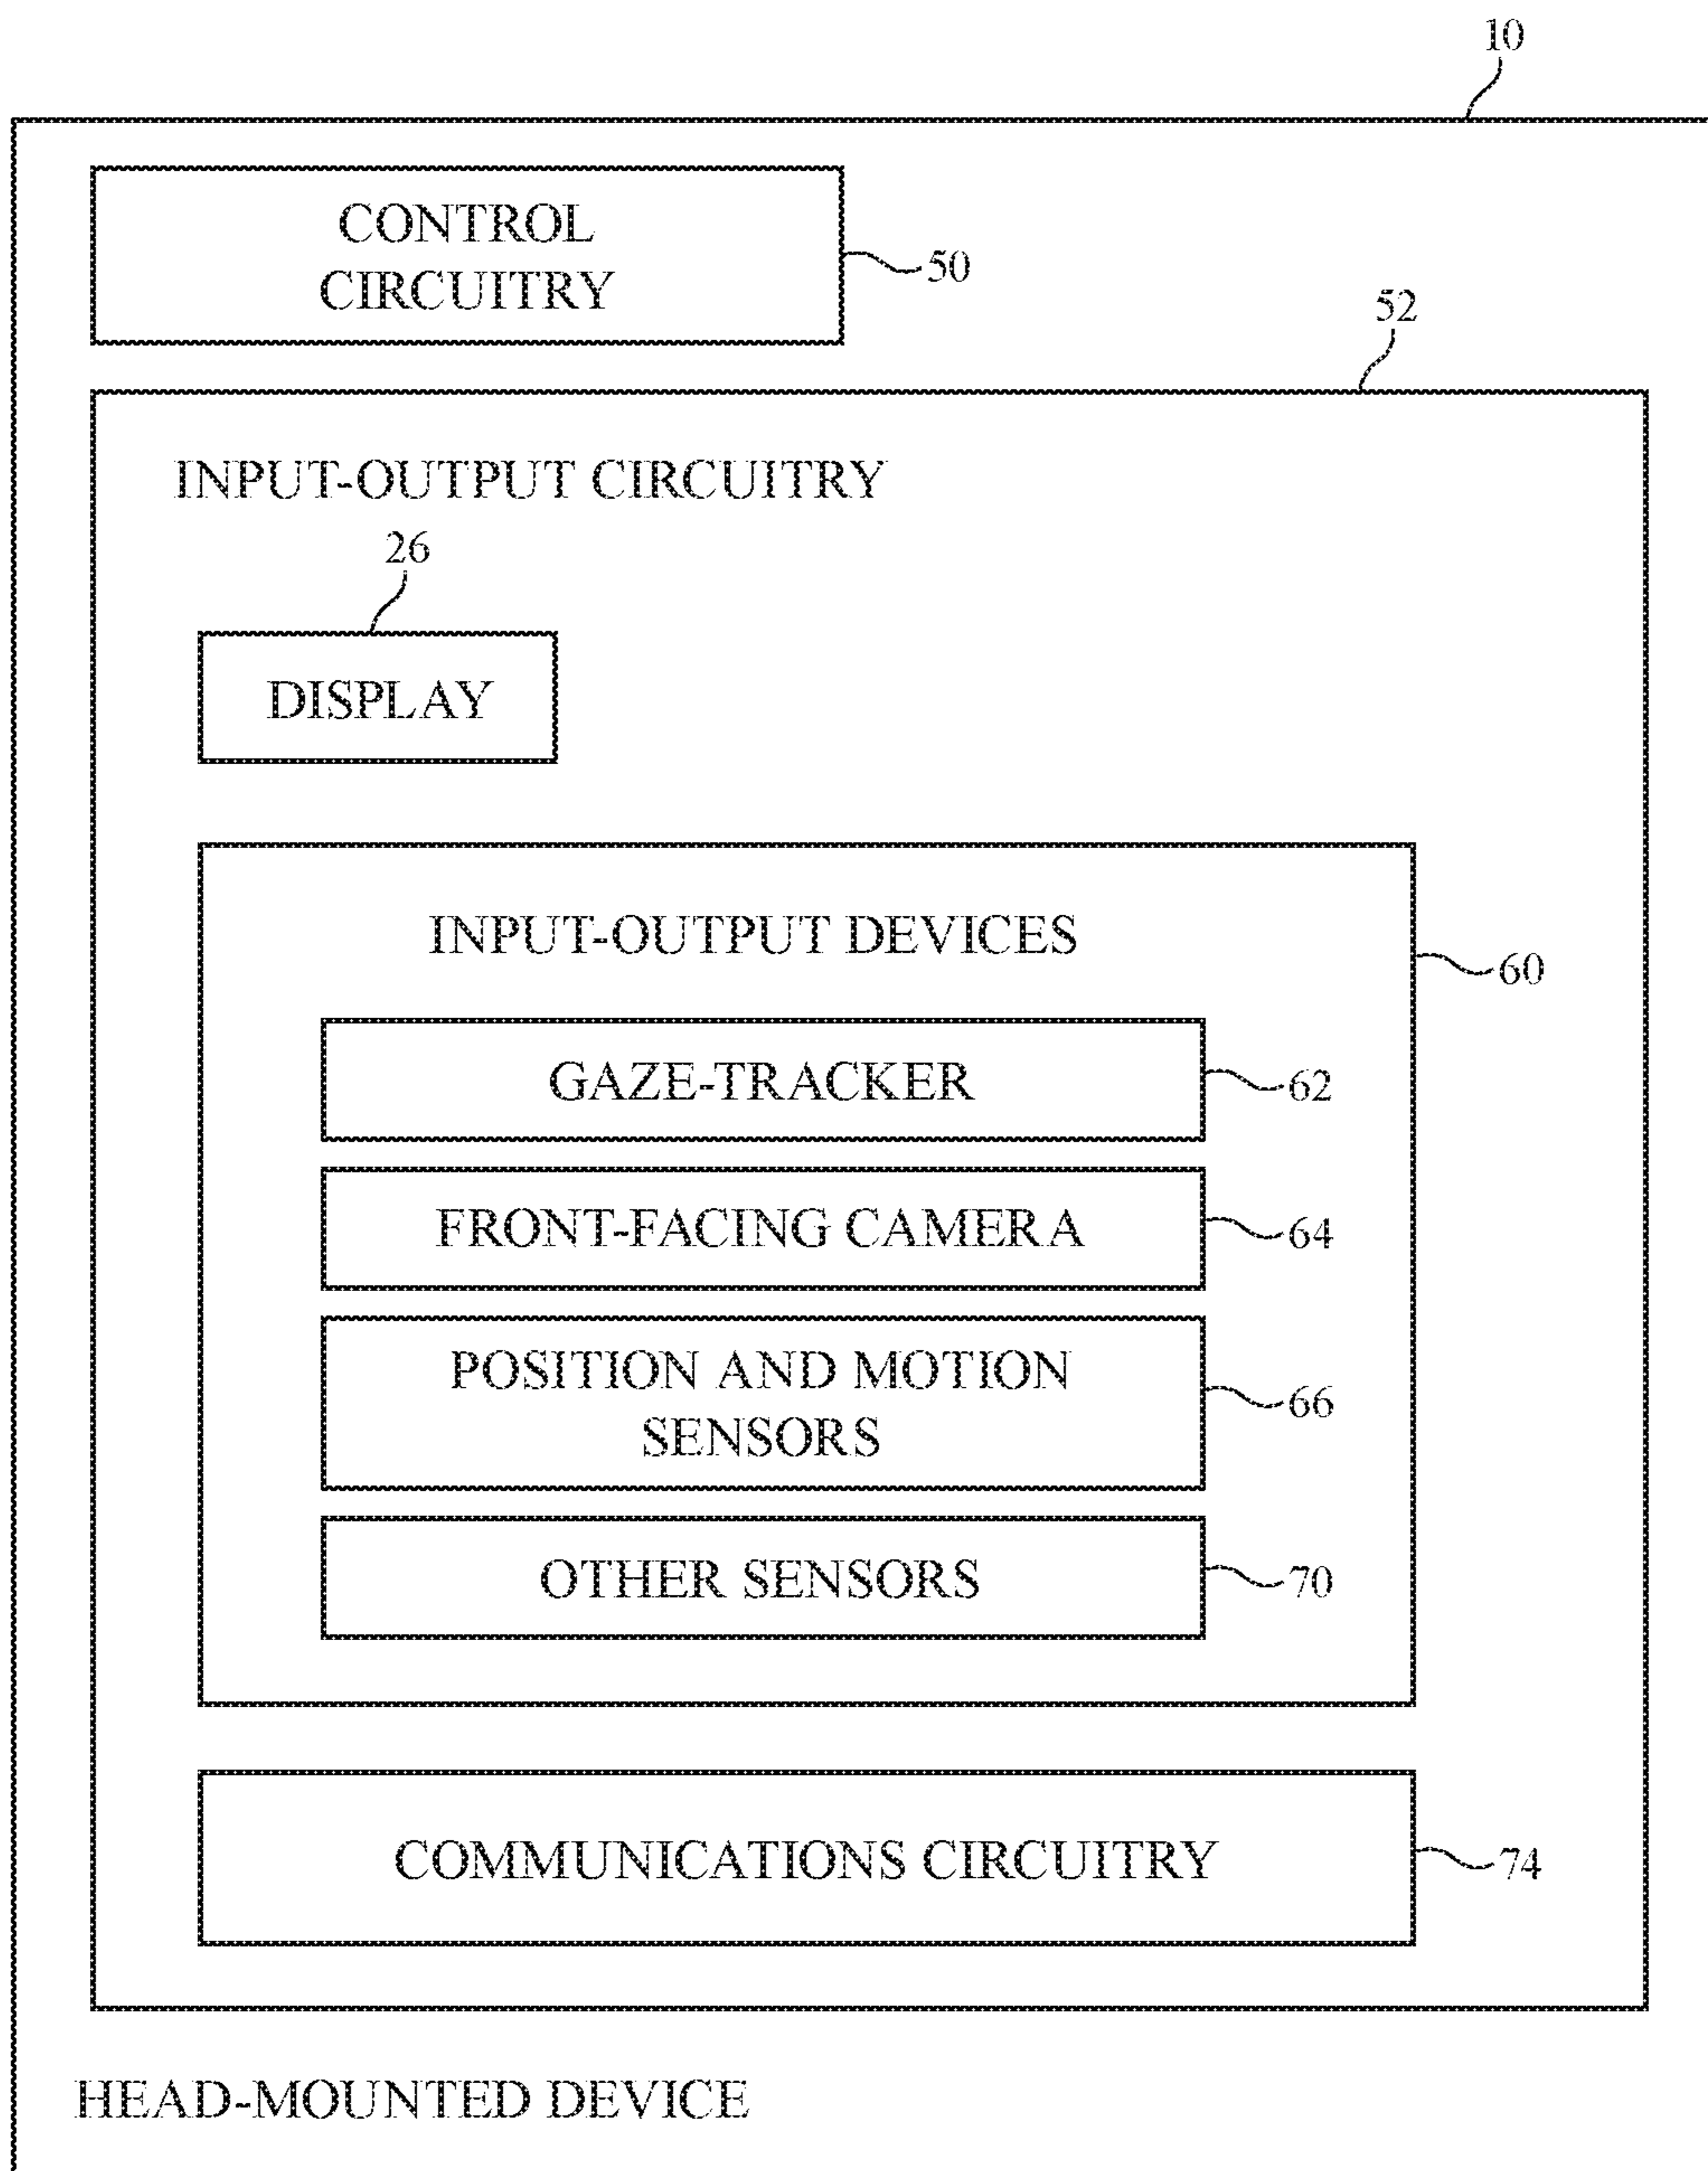 10
CONTROL
CIRCUITRY
50
52
INPUT-OUTPUT CIRCUITRY
26
DISPLAY
INPUT-OUTPUT DEVICES
60
GAZE-TRACKER
62
FRONT-FACING CAMERA
64
POSITION AND MOTION
SENSORS
66
OTHER SENSORS
70
COMMUNICATIONS CIRCUITRY
74
HEAD-MOUNTED DEVICE